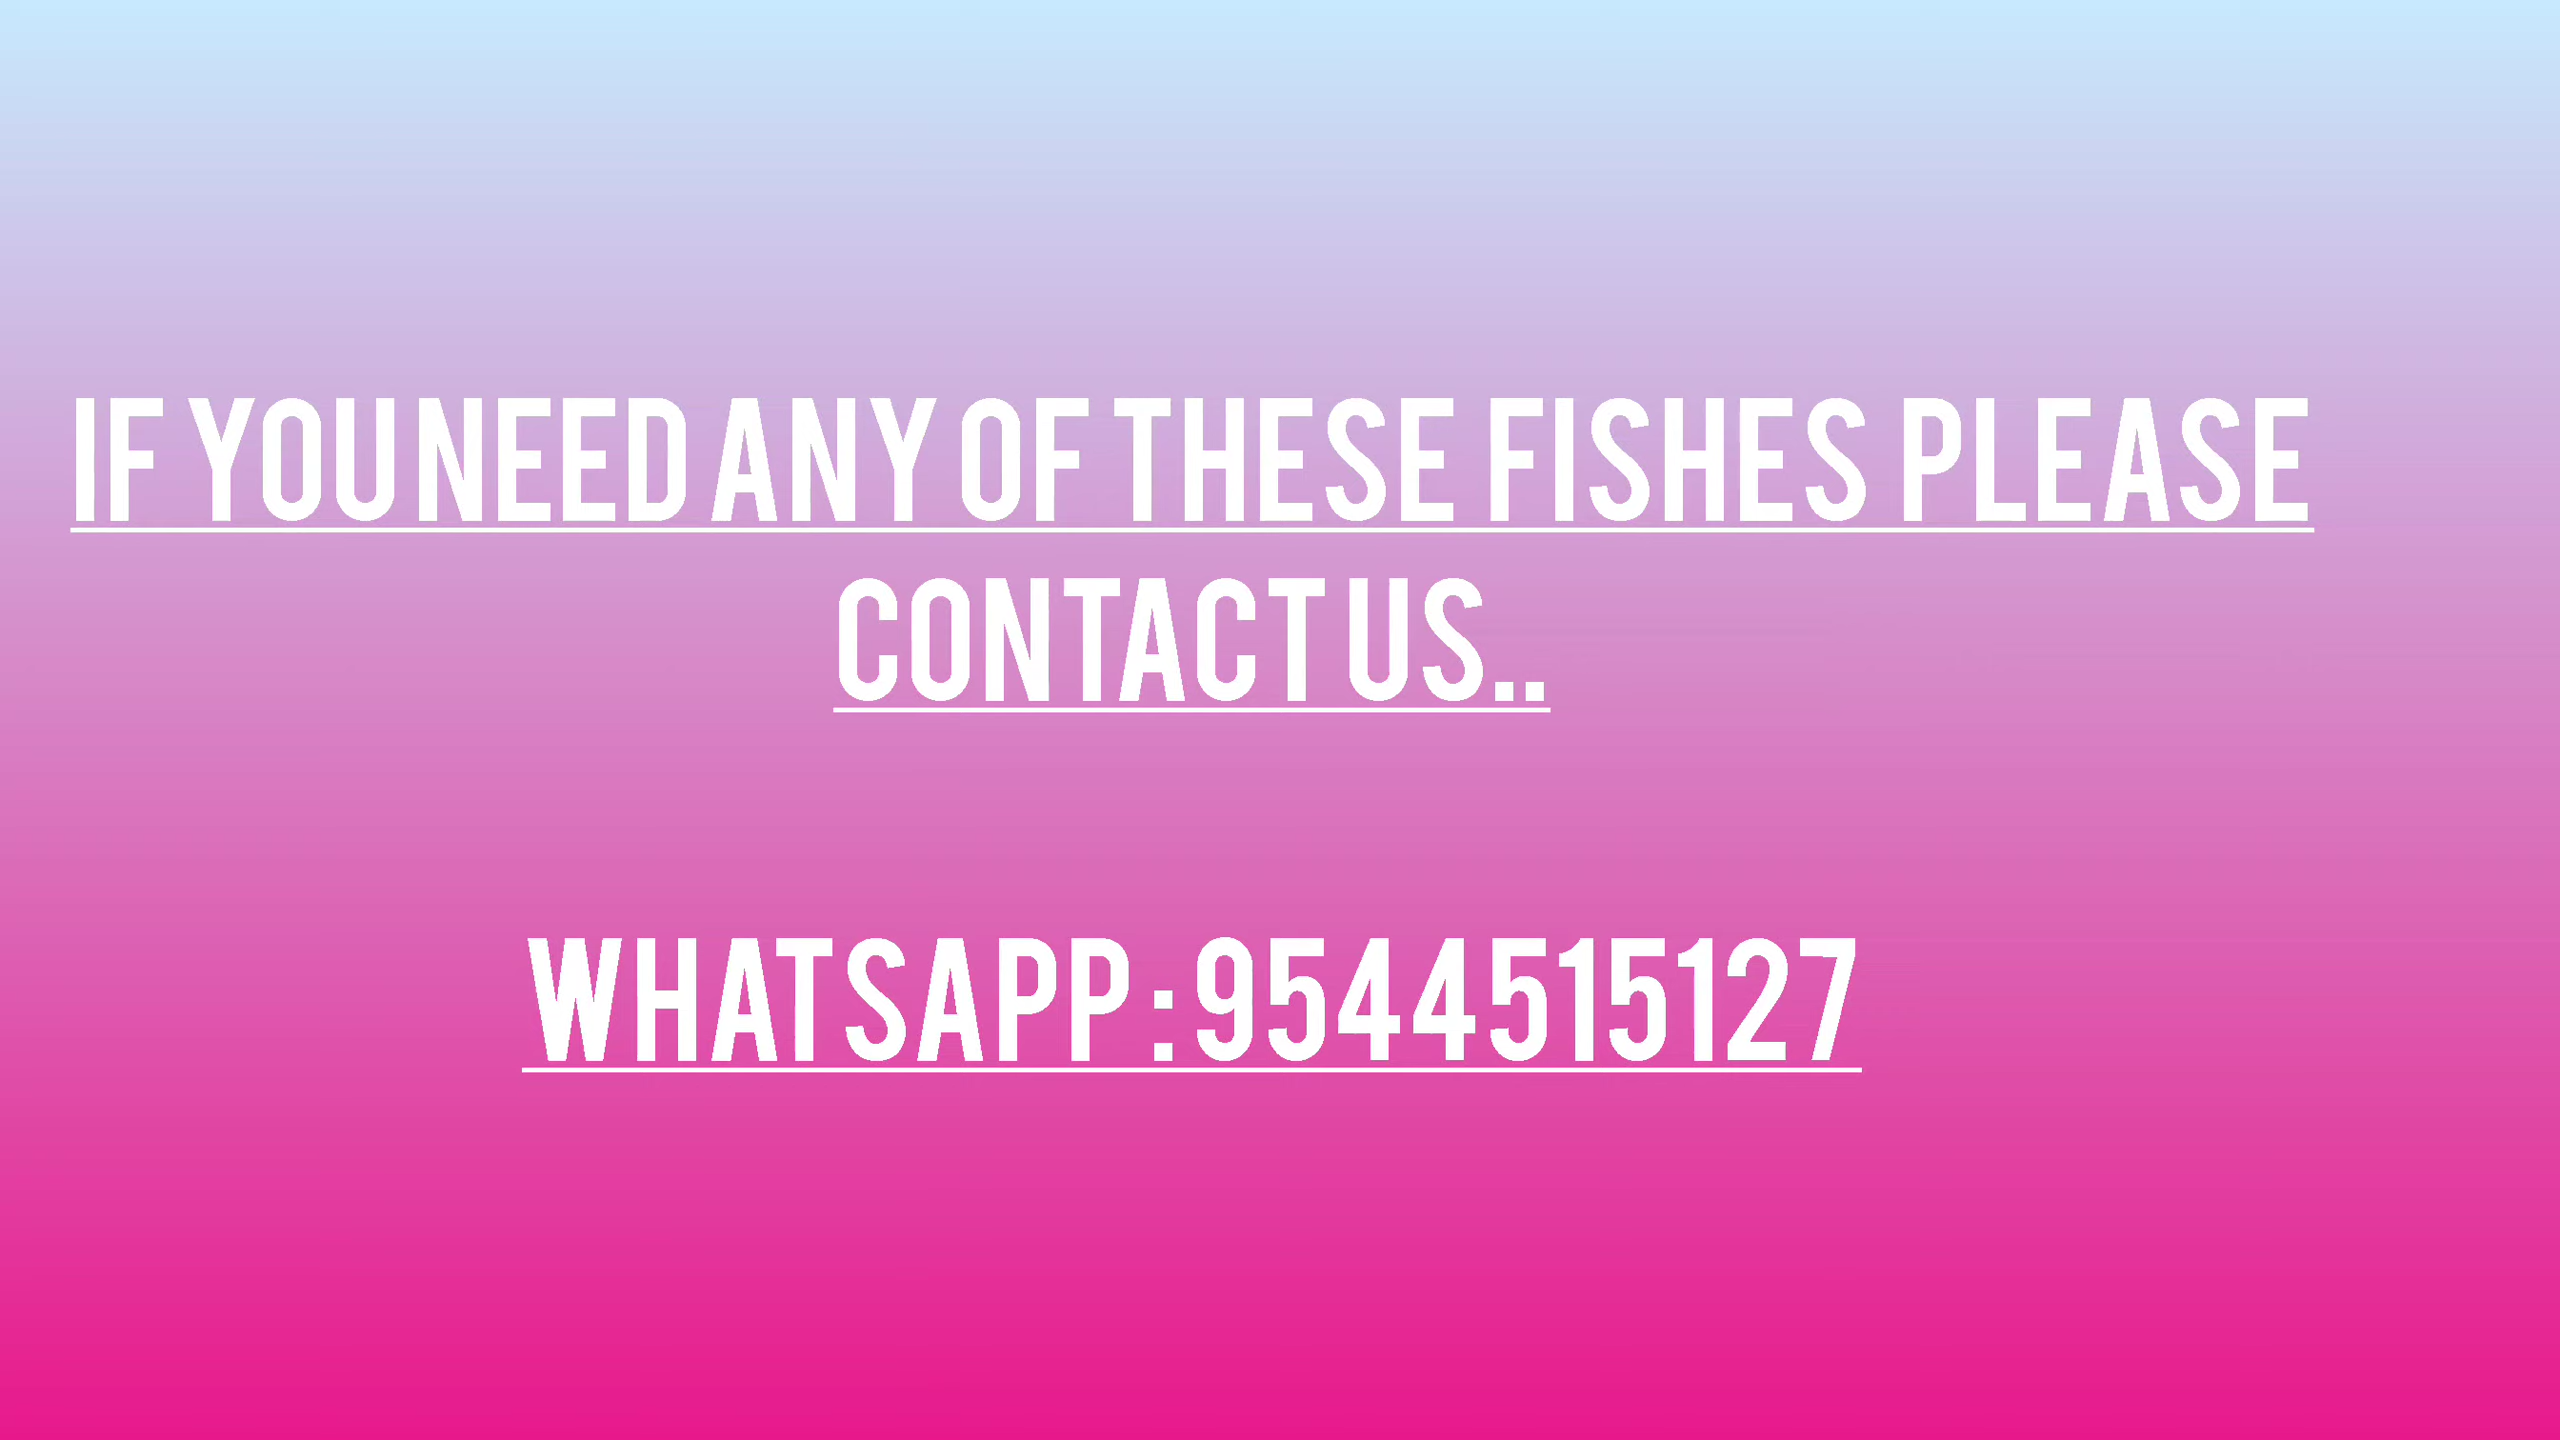 IF YOU NEED ANY OF THESE FISHES PLEASE
CONTACT US..
WHATSAPP : 9544515127